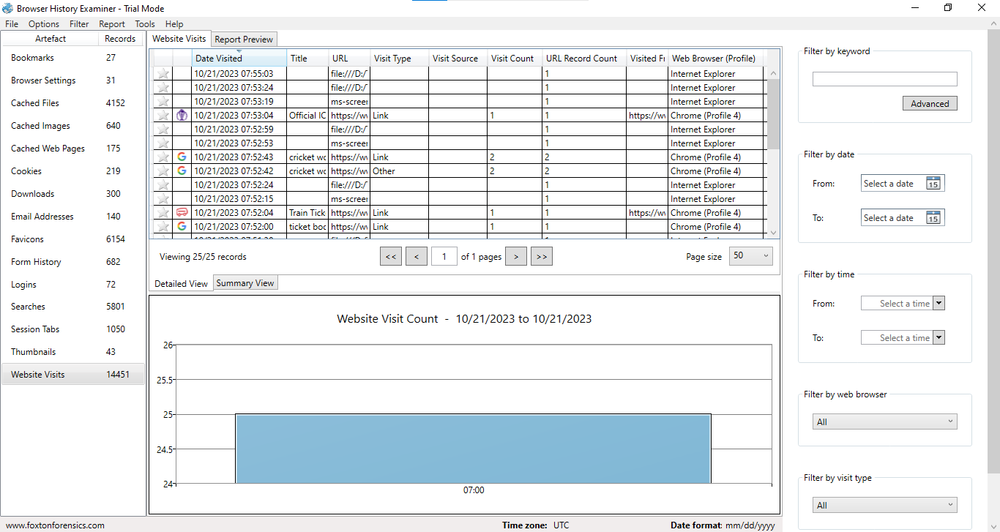 Browser History Examiner - Trial Mode
File Options Filter Report Tools Help
Artefact Records
Bookmarks 27
Browser Settings 31
Cached Files 4152
Cached Images 640
Cached Web Pages 175
Cookies 219
Downloads 300
Email Addresses 140
Favicons 6154
Form History 682
Logins 72
Searches 5801
Session Tabs 1050
Thumbnails 43
Website Visits 14451
Website Visits Report Preview
Date Visited Title URL Visit Type Visit Source Visit Count URL Record Count Visited Fr Web Browser (Profile)
10/21/2023 07:55:03 file:///D:/ 1 Internet Explorer
10/21/2023 07:53:24 file:///D:/ 1 Internet Explorer
10/21/2023 07:53:19 ms-screen 1 Internet Explorer
10/21/2023 07:53:04 Official IC https://w Link 1 1 https://w Chrome (Profile 4)
10/21/2023 07:52:59 file:///D:/ 1 Internet Explorer
10/21/2023 07:52:53 ms-screen 1 Internet Explorer
10/21/2023 07:52:43 cricket wo https://w Link 2 2 Chrome (Profile 4)
10/21/2023 07:52:42 cricket wo https://w Other 2 2 Chrome (Profile 4)
10/21/2023 07:52:24 file:///D:/ 1 Internet Explorer
10/21/2023 07:52:15 ms-screen 1 Internet Explorer
10/21/2023 07:52:04 Train Tick https://w Link 1 1 https://w Chrome (Profile 4)
10/21/2023 07:52:00 ticket boo https://w Link 1 1 Chrome (Profile 4)
Viewing 25/25 records << < 1 of 1 pages > >> Page size 50
Detailed View Summary View
Website Visit Count - 10/21/2023 to 10/21/2023
26
25.5
25
24.5
24
07:00
Filter by keyword
Advanced
Filter by date
From: Select a date 15
To: Select a date 15
Filter by time
From: Select a time
To: Select a time
Filter by web browser
All
Filter by visit type
All
www.foxtonforensics.com Time zone: UTC Date format: mm/dd/yyyy